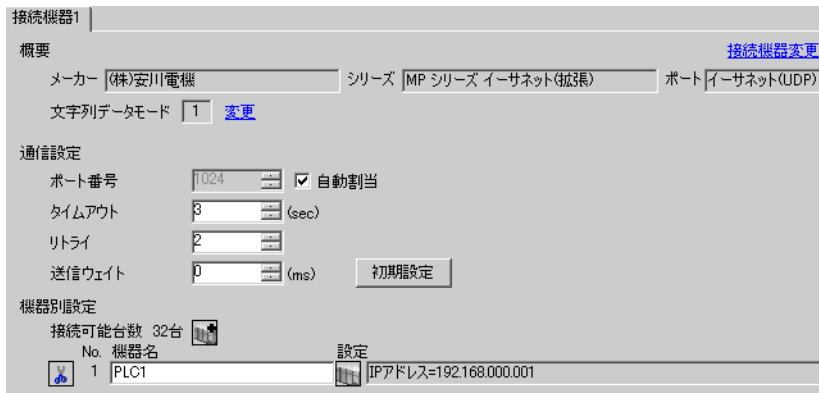 接続機器1
概要 接続機器変更
メーカー (株)安川電機 シリーズ MP シリーズ イーサネット(拡張) ポート イーサネット(UDP)
文字列データモード 1 変更
通信設定
ポート番号 1024 自動割当
タイムアウト 3 (sec)
リトライ 2
送信ウェイト 0 (ms) 初期設定
機器別設定
接続可能台数 32台
No. 機器名 設定
1 PLC1 IPアドレス=192.168.000.001